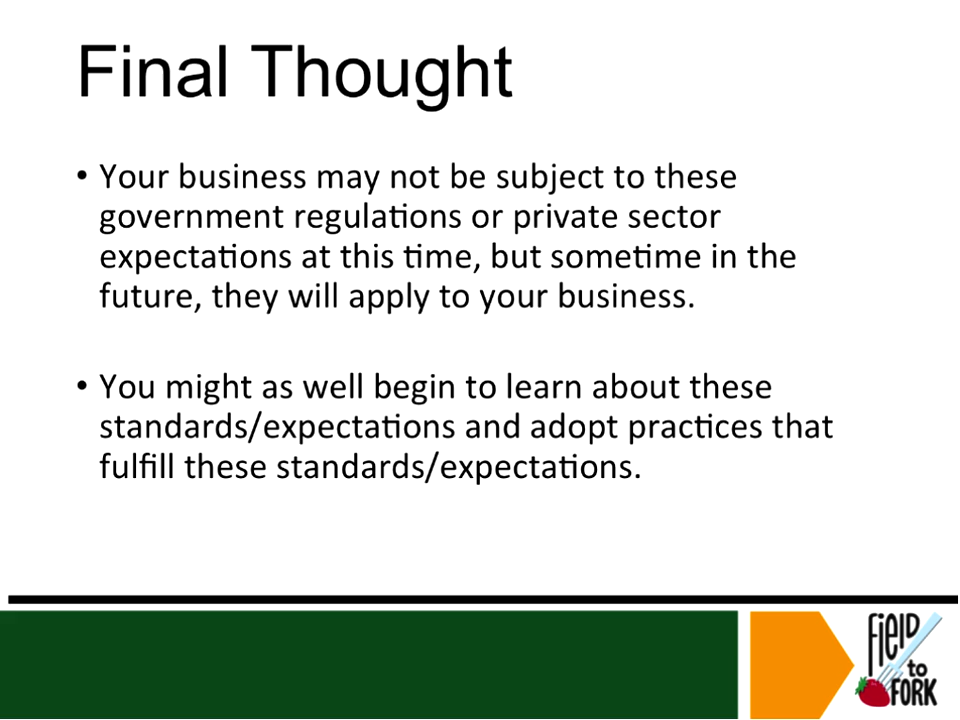 Final Thought
• Your business may not be subject to these
government regulations or private sector
expectations at this time, but sometime in the
future, they will apply to your business.
• You might as well begin to learn about these
standards/expectations and adopt practices that
fulfill these standards/expectations.
FiElD
to
FORK